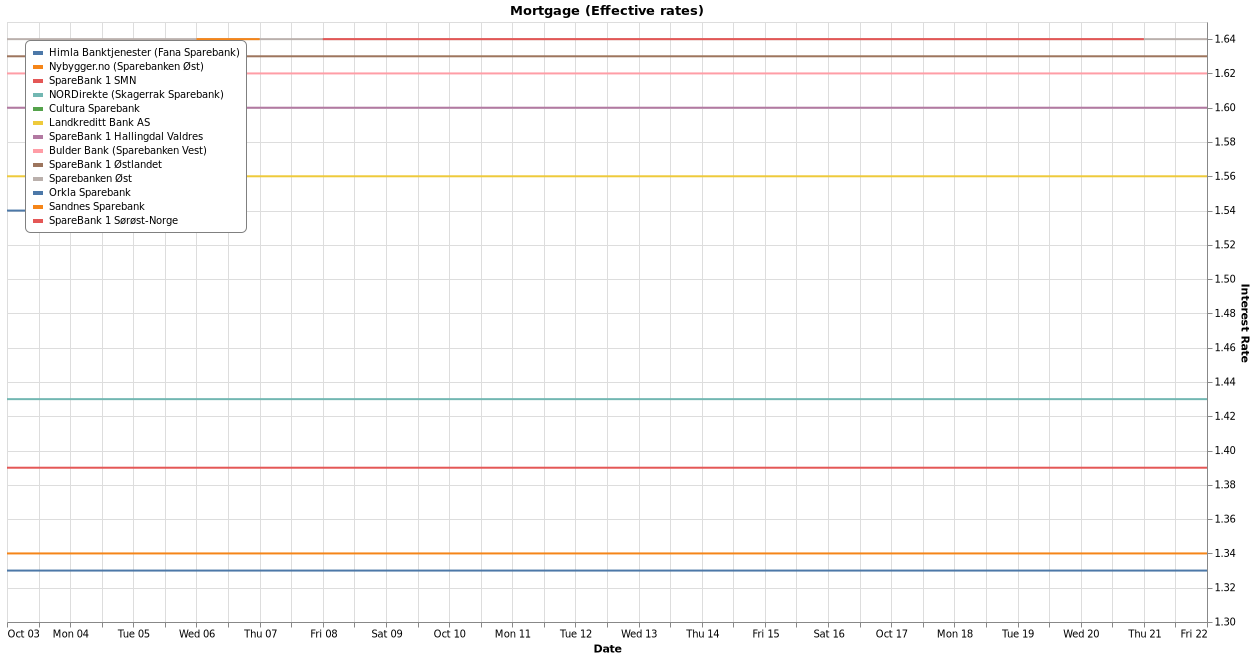 Mortgage (Effective rates)
Himla Banktjenester (Fana Sparebank)
Nybygger.no (Sparebanken Øst)
SpareBank 1 SMN
NORDirekte (Skagerrak Sparebank)
Cultura Sparebank
Landkreditt Bank AS
SpareBank 1 Hallingdal Valdres
Bulder Bank (Sparebanken Vest)
SpareBank 1 Østlandet
Sparebanken Øst
Orkla Sparebank
Sandnes Sparebank
SpareBank 1 Sørøst-Norge
1.64
1.62
1.60
1.58
1.56
1.54
1.52
1.50
1.48
1.46
1.44
1.42
1.40
1.38
1.36
1.34
1.32
1.30
Interest Rate
Oct 03 Mon 04 Tue 05 Wed 06 Thu 07 Fri 08 Sat 09 Oct 10 Mon 11 Tue 12 Wed 13 Thu 14 Fri 15 Sat 16 Oct 17 Mon 18 Tue 19 Wed 20 Thu 21 Fri 22
Date